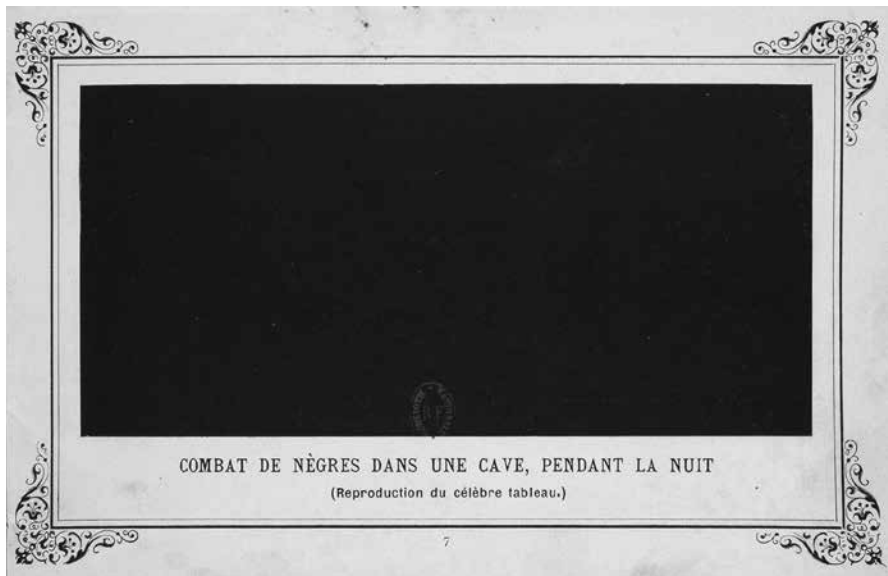 COMBAT DE NÈGRES DANS UNE CAVE, PENDANT LA NUIT
(Reproduction du célèbre tableau.)
7